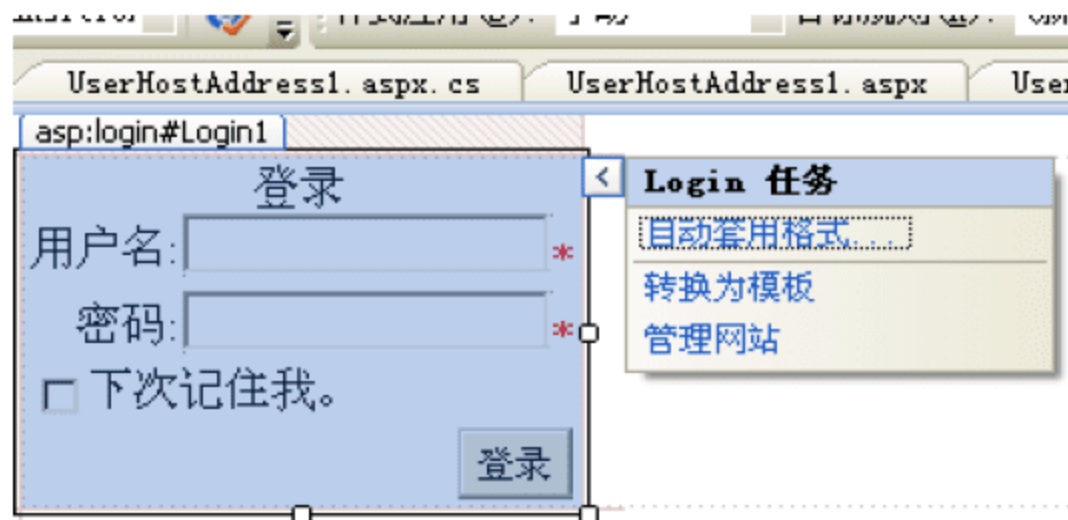 UserHostAddress1.aspx.cs UserHostAddress1.aspx
asp:login#Login1
登录
用户名: *
密码: *
下次记住我。
登录
Login 任务
自动套用格式...
转换为模板
管理网站